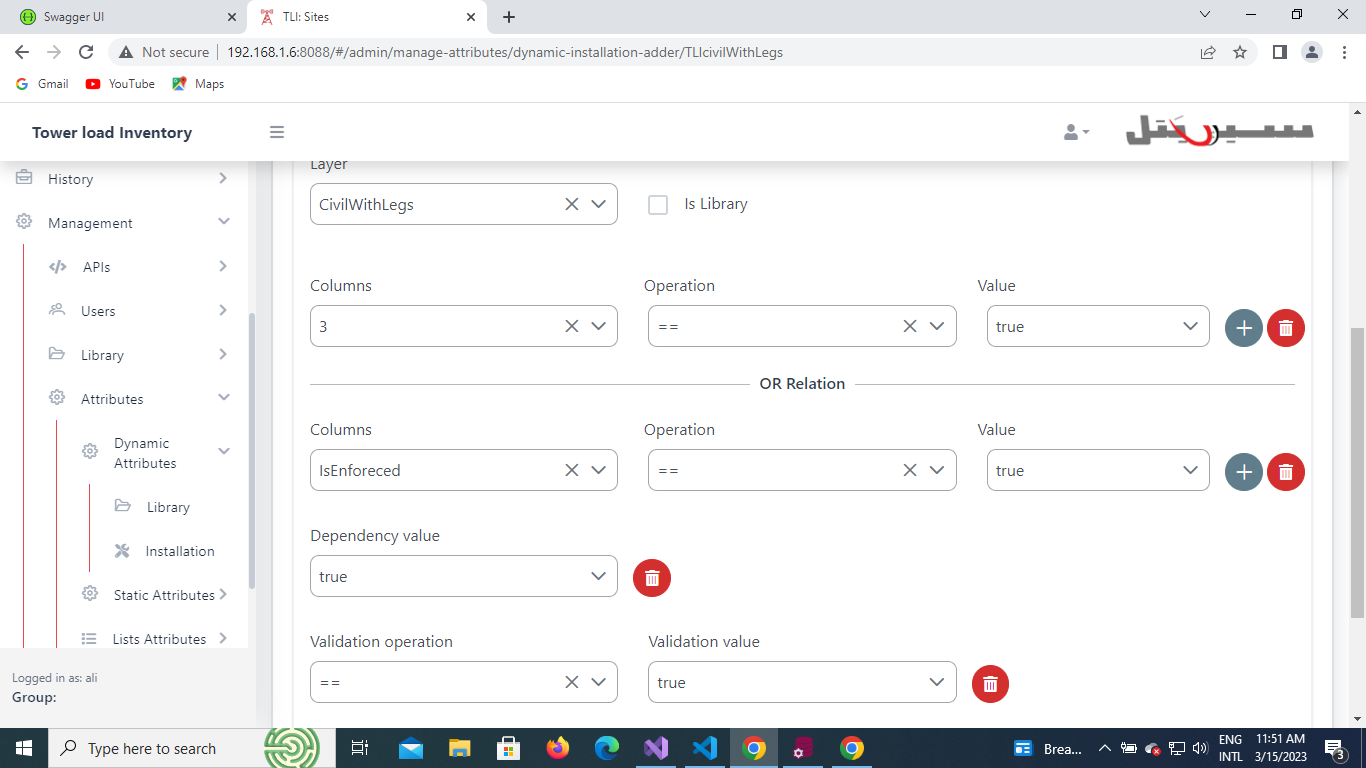 Swagger UI
TLI: Sites
Not secure
192.168.1.6:8088/#/admin/manage-attributes/dynamic-installation-adder/TLIcivilWithLegs
Gmail
YouTube
Maps
Tower load Inventory
سيريتل
History
Management
APIs
Users
Library
Attributes
Dynamic
Attributes
Library
Installation
Static Attributes
Lists Attributes
Logged in as: ali
Group:
Layer
CivilWithLegs
Is Library
Columns
Operation
Value
3
==
true
OR Relation
Columns
Operation
Value
IsEnforeced
==
true
Dependency value
true
Validation operation
Validation value
==
true
Type here to search
Brea...
ENG
INTL
11:51 AM
3/15/2023
3